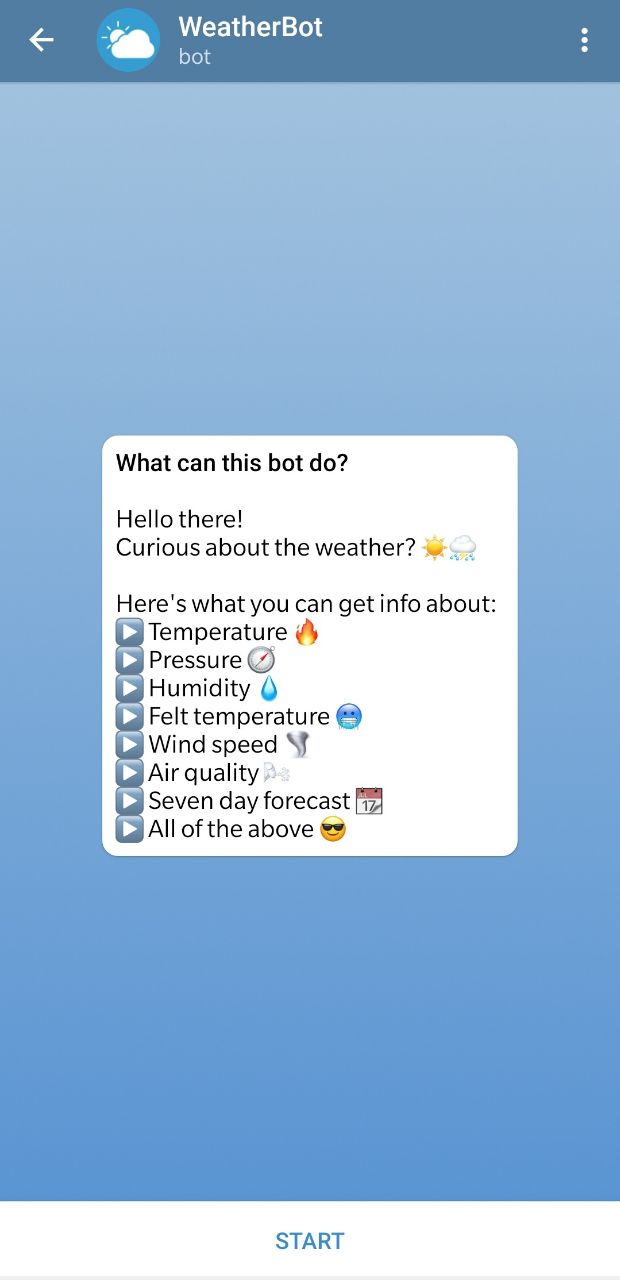 WeatherBot
bot
What can this bot do?
Hello there!
Curious about the weather? ☀️⛈️
Here's what you can get info about:
▶️ Temperature 🔥
▶️ Pressure 🧭
▶️ Humidity 💧
▶️ Felt temperature 🥶
▶️ Wind speed 🌪️
▶️ Air quality 🌬️
▶️ Seven day forecast 📆
▶️ All of the above 😎
START